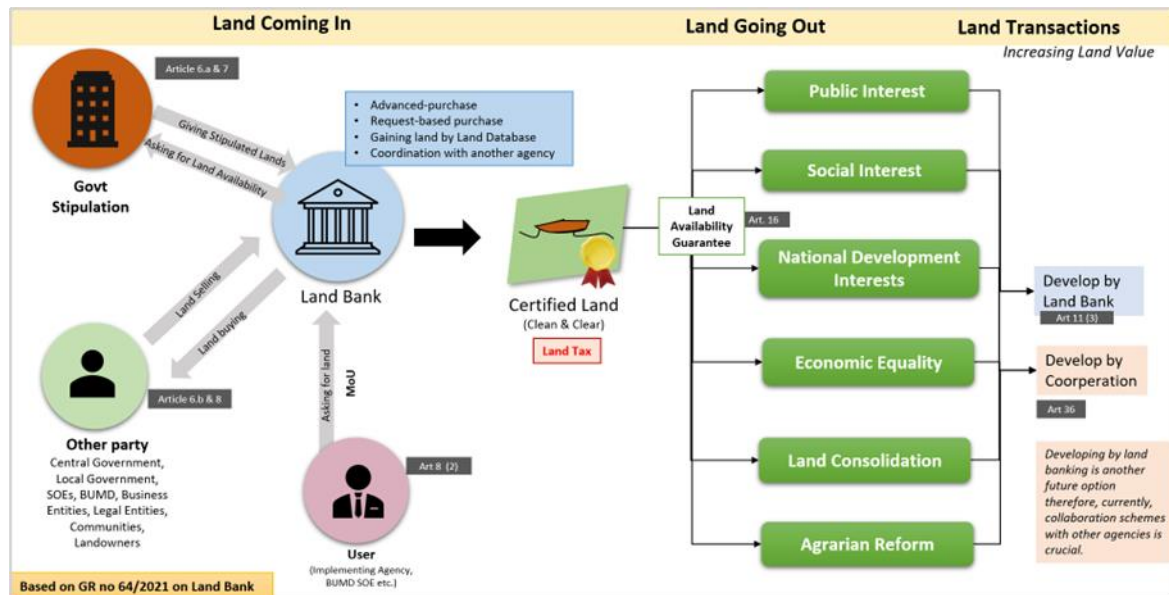 Land Coming In
Land Going Out
Land Transactions
Increasing Land Value
Article 6.a & 7
Giving Stipulated Lands
Asking for Land Availability
Govt
Stipulation
• Advanced-purchase
• Request-based purchase
• Gaining land by Land Database
• Coordination with another agency
Land Bank
Land Selling
Land buying
Article 6.b & 8
Other party
Central Government,
Local Government,
SOEs, BUMD, Business
Entities, Legal Entities,
Communities,
Landowners
Asking for land
MoU
Art 8 (2)
User
(Implementing Agency,
BUMD SOE etc.)
Certified Land
(Clean & Clear)
Land Tax
Land
Availability
Guarantee
Art. 16
Public Interest
Social Interest
National Development
Interests
Economic Equality
Land Consolidation
Agrarian Reform
Develop by
Land Bank
Art 11 (3)
Develop by
Coorperation
Art 36
Developing by land
banking is another
future option
therefore, currently,
collaboration schemes
with other agencies is
crucial.
Based on GR no 64/2021 on Land Bank